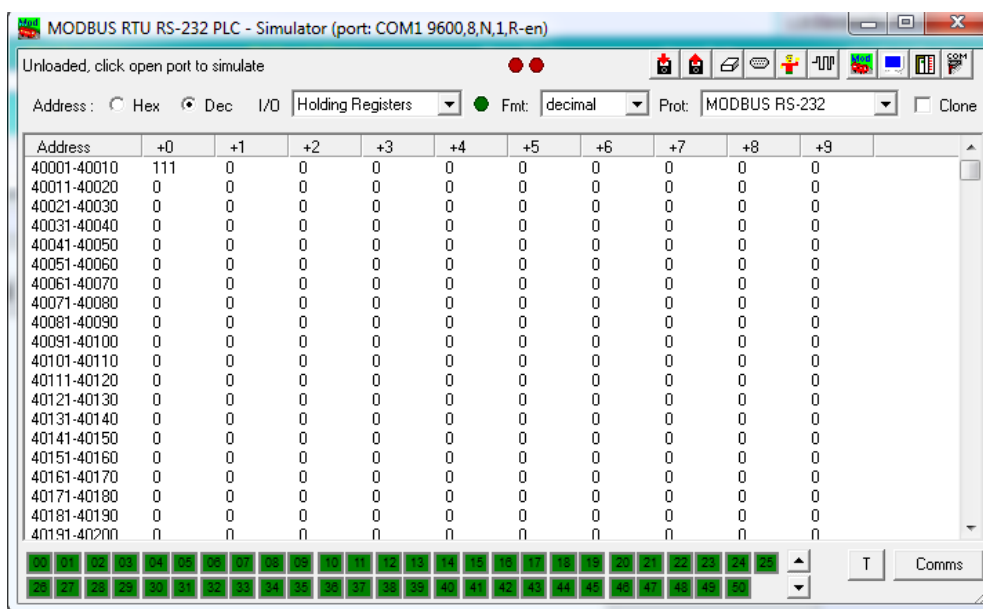 MODBUS RTU RS-232 PLC - Simulator (port: COM1 9600,8,N,1,R-en)
Unloaded, click open port to simulate
Address : Hex Dec I/O Holding Registers Fmt: decimal Prot: MODBUS RS-232 Clone
Address +0 +1 +2 +3 +4 +5 +6 +7 +8 +9
40001-40010 111 0 0 0 0 0 0 0 0 0
40011-40020 0 0 0 0 0 0 0 0 0 0
40021-40030 0 0 0 0 0 0 0 0 0 0
40031-40040 0 0 0 0 0 0 0 0 0 0
40041-40050 0 0 0 0 0 0 0 0 0 0
40051-40060 0 0 0 0 0 0 0 0 0 0
40061-40070 0 0 0 0 0 0 0 0 0 0
40071-40080 0 0 0 0 0 0 0 0 0 0
40081-40090 0 0 0 0 0 0 0 0 0 0
40091-40100 0 0 0 0 0 0 0 0 0 0
40101-40110 0 0 0 0 0 0 0 0 0 0
40111-40120 0 0 0 0 0 0 0 0 0 0
40121-40130 0 0 0 0 0 0 0 0 0 0
40131-40140 0 0 0 0 0 0 0 0 0 0
40141-40150 0 0 0 0 0 0 0 0 0 0
40151-40160 0 0 0 0 0 0 0 0 0 0
40161-40170 0 0 0 0 0 0 0 0 0 0
40171-40180 0 0 0 0 0 0 0 0 0 0
40181-40190 0 0 0 0 0 0 0 0 0 0
40191-40200 0 0 0 0 0 0 0 0 0 0
00 01 02 03 04 05 06 07 08 09 10 11 12 13 14 15 16 17 18 19 20 21 22 23 24 25 T Comms
26 27 28 29 30 31 32 33 34 35 36 37 38 39 40 41 42 43 44 45 46 47 48 49 50